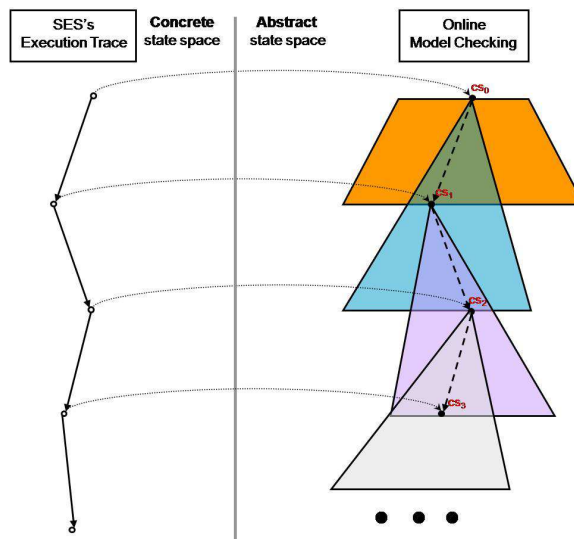 SES's
Execution Trace
Concrete
state space
Abstract
state space
Online
Model Checking
cs0
cs1
cs2
cs3